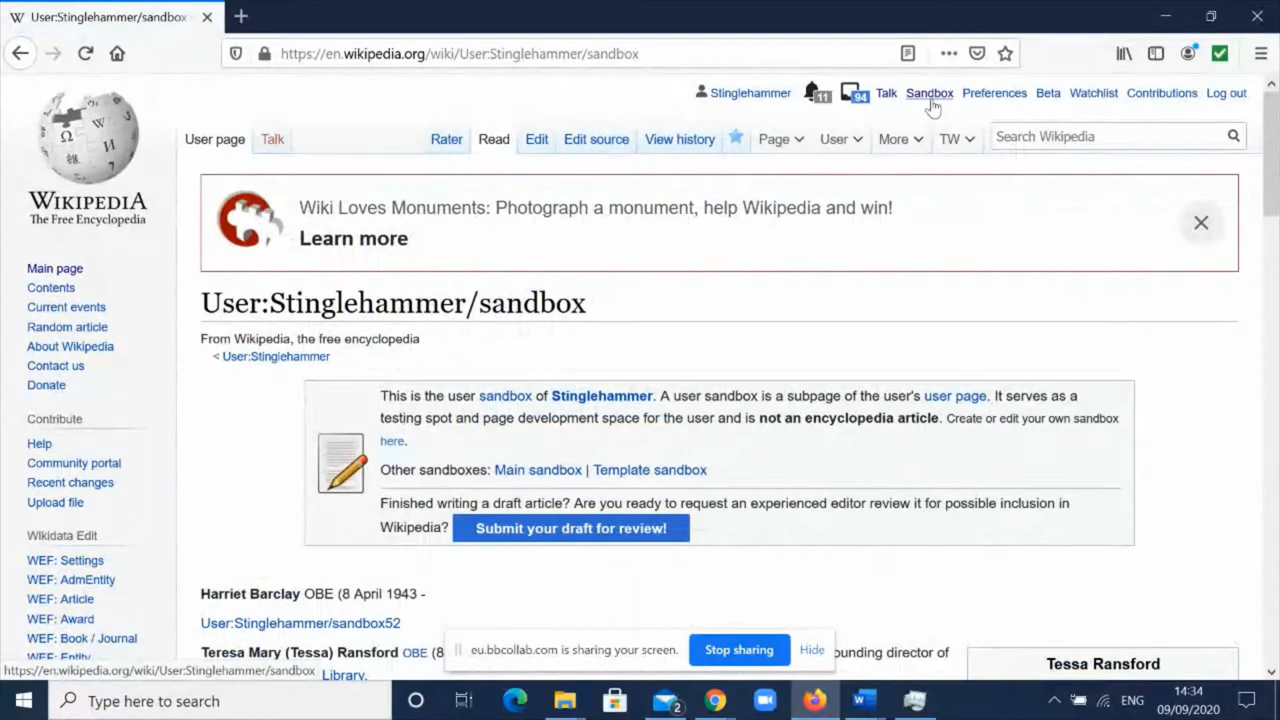 User:Stinglehammer/sandbox
https://en.wikipedia.org/wiki/User:Stinglehammer/sandbox
Stinglehammer 11 94 Talk Sandbox Preferences Beta Watchlist Contributions Log out
User page Talk Rater Read Edit Edit source View history Page User More TW Search Wikipedia
WIKIPEDIA
The Free Encyclopedia
Wiki Loves Monuments: Photograph a monument, help Wikipedia and win!
Learn more
Main page
Contents
Current events
Random article
About Wikipedia
Contact us
Donate
Contribute
Help
Community portal
Recent changes
Upload file
Wikidata Edit
WEF: Settings
WEF: AdmEntity
WEF: Article
WEF: Award
WEF: Book / Journal
WEF: Entity
User:Stinglehammer/sandbox
From Wikipedia, the free encyclopedia
< User:Stinglehammer
This is the user sandbox of Stinglehammer. A user sandbox is a subpage of the user's user page. It serves as a
testing spot and page development space for the user and is not an encyclopedia article. Create or edit your own sandbox
here.
Other sandboxes: Main sandbox | Template sandbox
Finished writing a draft article? Are you ready to request an experienced editor review it for possible inclusion in
Wikipedia? Submit your draft for review!
Harriet Barclay OBE (8 April 1943 -
User:Stinglehammer/sandbox52
Teresa Mary (Tessa) Ransford OBE (8 ounding director of
Library.
Tessa Ransford
eu.bbcollab.com is sharing your screen. Stop sharing Hide
https://en.wikipedia.org/wiki/User:Stinglehammer/sandbox
Type here to search
2
ENG
14:34
09/09/2020